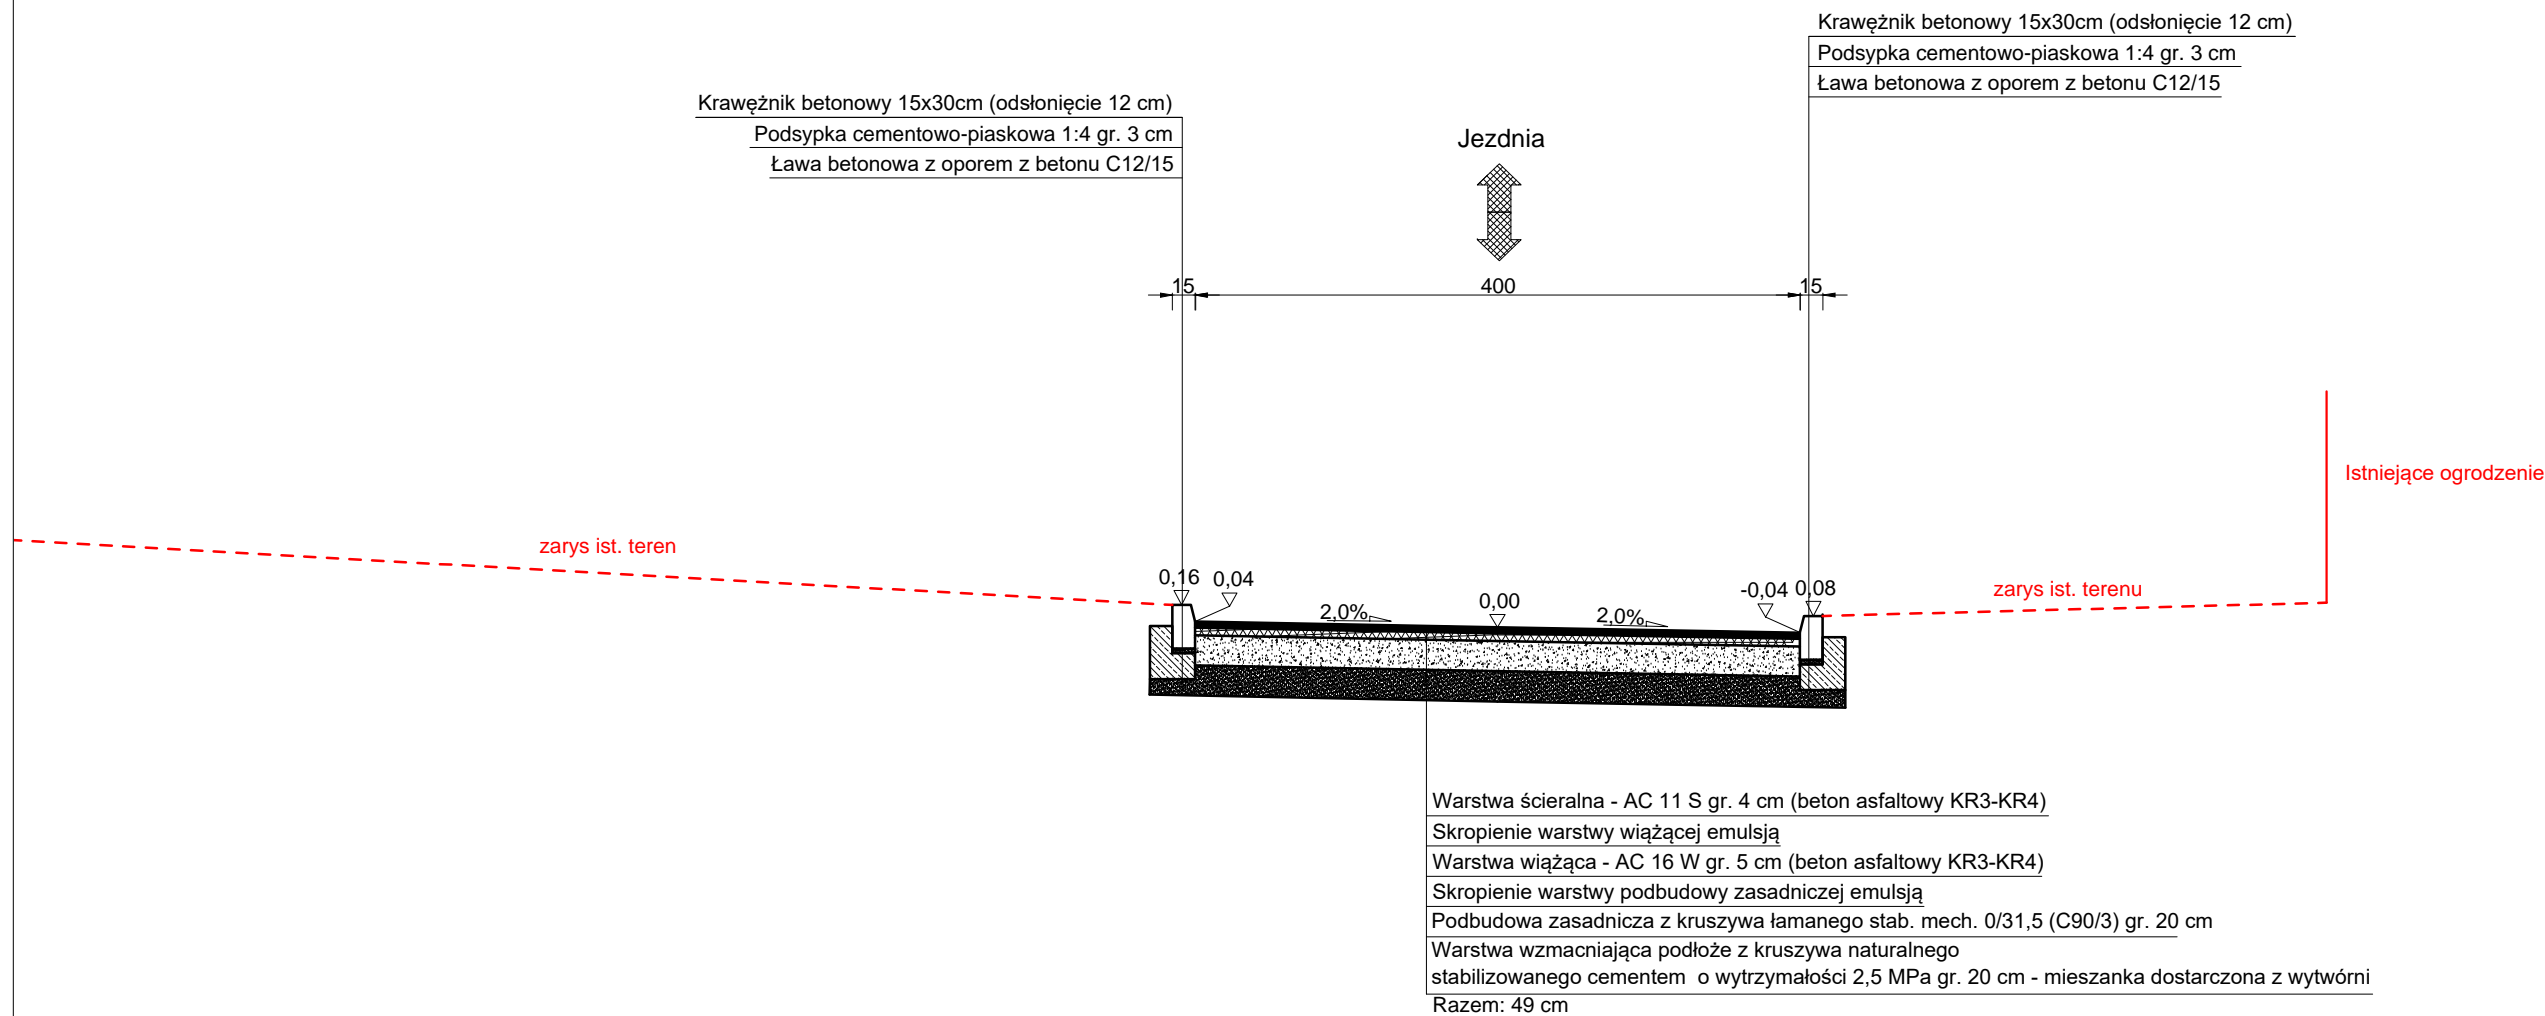 Krawężnik betonowy 15x30cm (odsłonięcie 12 cm)
Podsypka cementowo-piaskowa 1:4 gr. 3 cm
Ława betonowa z oporem z betonu C12/15
Krawężnik betonowy 15x30cm (odsłonięcie 12 cm)
Podsypka cementowo-piaskowa 1:4 gr. 3 cm
Ława betonowa z oporem z betonu C12/15
Jezdnia
15 400 15
Istniejące ogrodzenie
zarys ist. teren
zarys ist. terenu
0,16 0,04 2,0% 0,00 2,0% -0,04 0,08
Warstwa ścieralna - AC 11 S gr. 4 cm (beton asfaltowy KR3-KR4)
Skropienie warstwy wiążącej emulsją
Warstwa wiążąca - AC 16 W gr. 5 cm (beton asfaltowy KR3-KR4)
Skropienie warstwy podbudowy zasadniczej emulsją
Podbudowa zasadnicza z kruszywa łamanego stab. mech. 0/31,5 (C90/3) gr. 20 cm
Warstwa wzmacniająca podłoże z kruszywa naturalnego
stabilizowanego cementem o wytrzymałości 2,5 MPa gr. 20 cm - mieszanka dostarczona z wytwórni
Razem: 49 cm